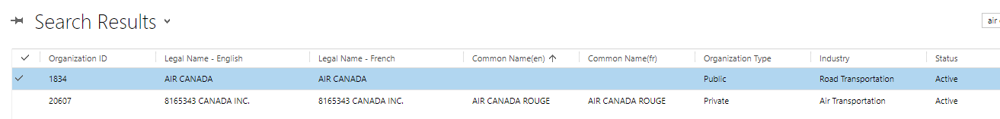 Search Results
air
Organization ID Legal Name - English Legal Name - French Common Name(en) Common Name(fr) Organization Type Industry Status
1834 AIR CANADA AIR CANADA Public Road Transportation Active
20607 8165343 CANADA INC. 8165343 CANADA INC. AIR CANADA ROUGE AIR CANADA ROUGE Private Air Transportation Active